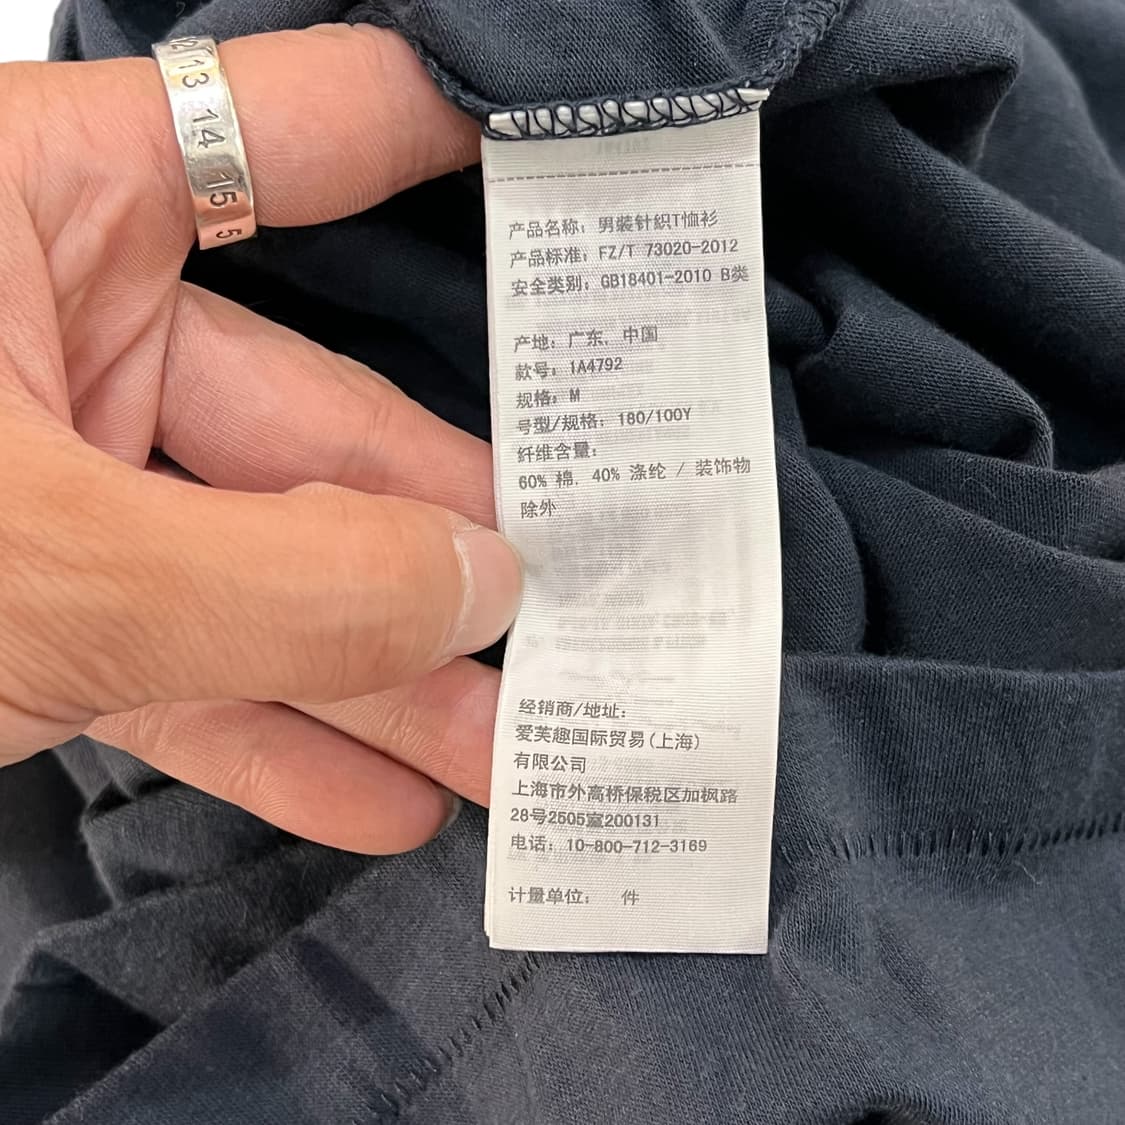 12
13
14
15
5
产品名称: 男装针织T恤衫
产品标准: FZ/T 73020-2012
安全类别: GB18401-2010 B类
产地: 广东, 中国
款号: 1A4792
规格: M
号型/规格: 180/100Y
纤维含量:
60% 棉, 40% 涤纶 / 装饰物
除外
经销商/地址:
爱芙趣国际贸易(上海)
有限公司
上海市外高桥保税区加枫路
28号2505室200131
电话: 10-800-712-3169
计量单位: 件